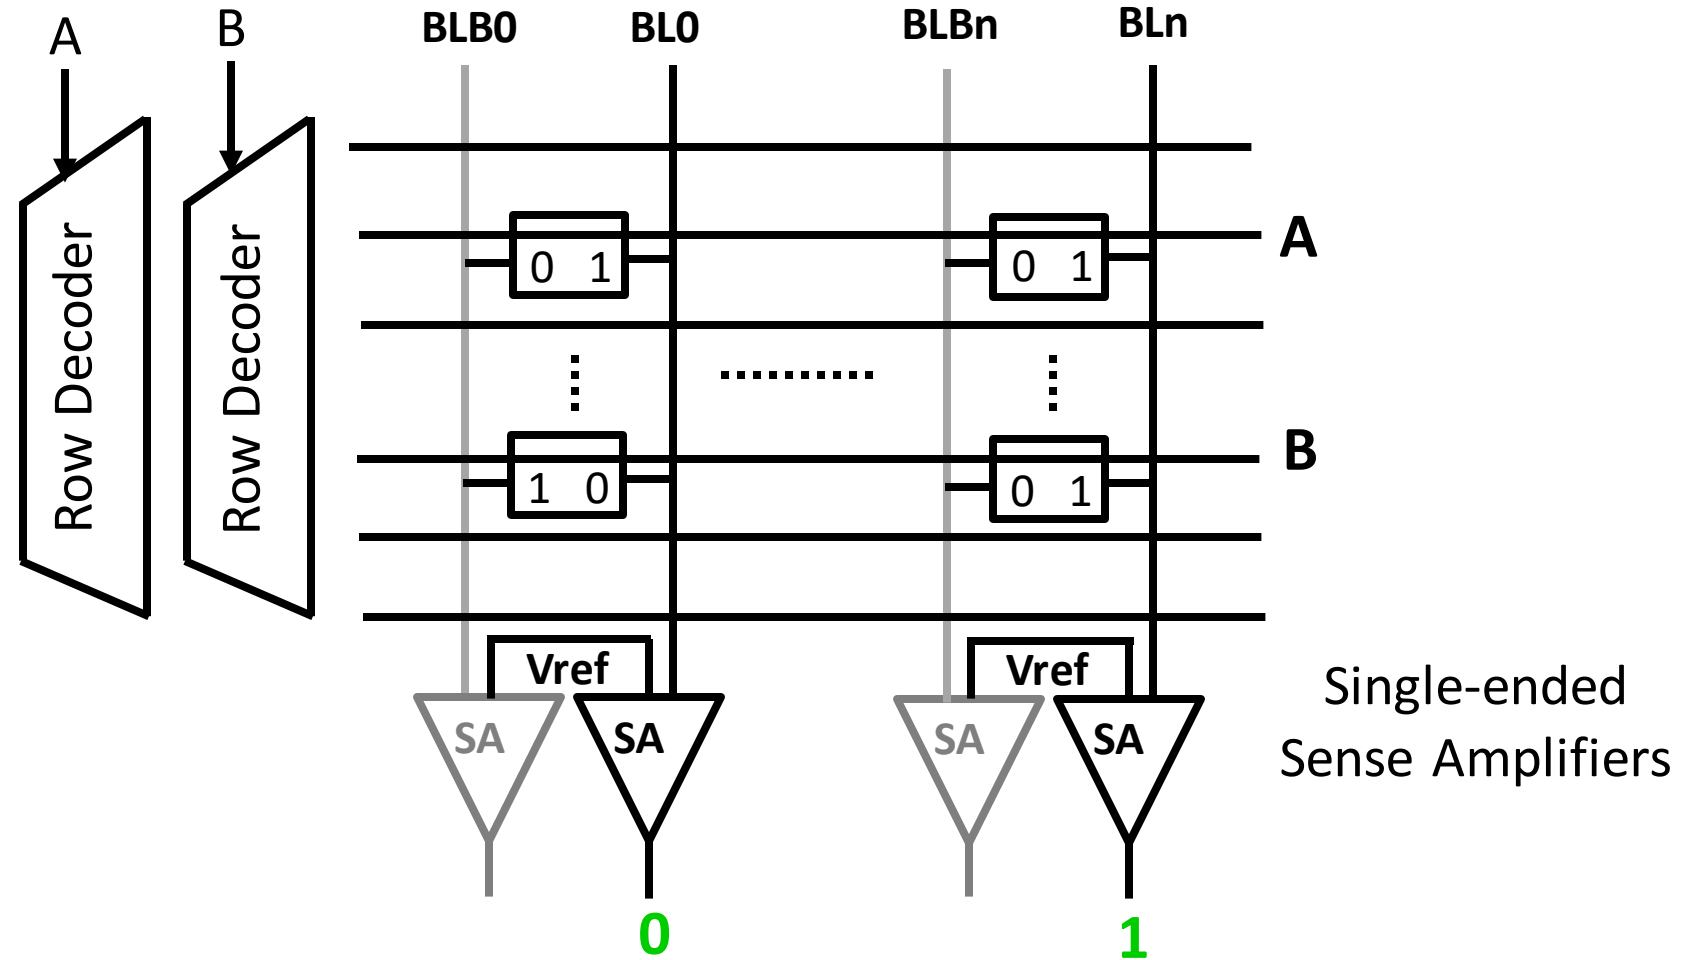 A
B
BLB0
BL0
BLBn
BLn
Row Decoder
Row Decoder
0 1
0 1
A
1 0
0 1
B
Vref
Vref
SA
SA
SA
SA
Single-ended
Sense Amplifiers
0
1